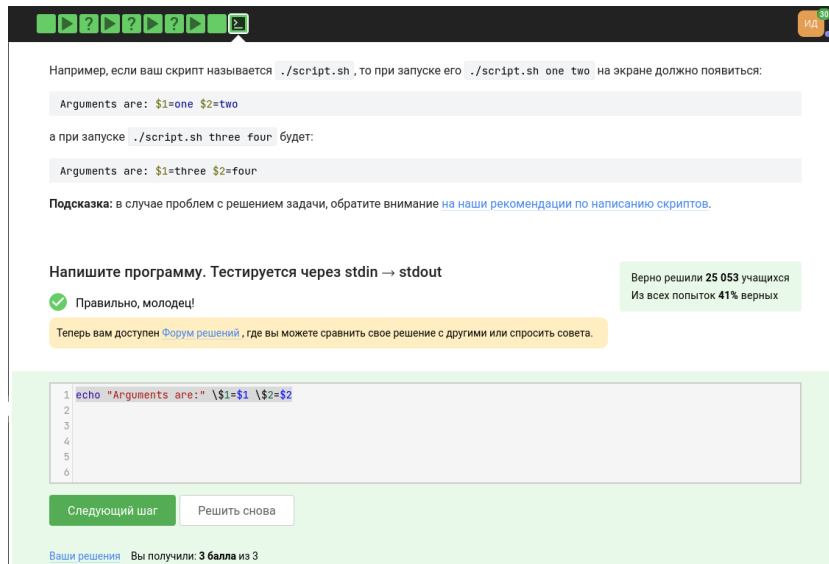 ИД
30
Например, если ваш скрипт называется ./script.sh , то при запуске его ./script.sh one two на экране должно появиться:
Arguments are: $1=one $2=two
а при запуске ./script.sh three four будет:
Arguments are: $1=three $2=four
Подсказка: в случае проблем с решением задачи, обратите внимание на наши рекомендации по написанию скриптов.
Напишите программу. Тестируется через stdin → stdout
Верно решили 25 053 учащихся
Из всех попыток 41% верных
Правильно, молодец!
Теперь вам доступен Форум решений , где вы можете сравнить свое решение с другими или спросить совета.
1 echo "Arguments are:" \$1=$1 \$2=$2
2
3
4
5
6
Следующий шаг Решить снова
Ваши решения Вы получили: 3 балла из 3